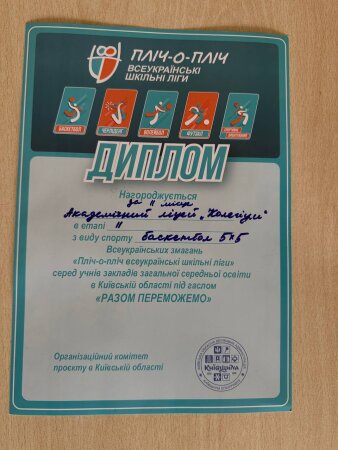 ПЛІЧ-О-ПЛІЧ
ВСЕУКРАЇНСЬКІ
ШКІЛЬНІ ЛІГИ
БАСКЕТБОЛ ЧЕРЛІДИНГ ВОЛЕЙБОЛ ФУТЗАЛ
ДИПЛОМ
Нагороджується
за II місце
Академічний ліцей „Колегіум"
в етапі II
з виду спорту баскетбол 5×5
Всеукраїнських змагань
«Пліч-о-пліч всеукраїнські шкільні ліги»
серед учнів закладів загальної середньої освіти
в Київській області під гаслом
«РАЗОМ ПЕРЕМОЖЕМО»
Організаційний комітет
проєкту в Київській області
КИЇВЩИНА